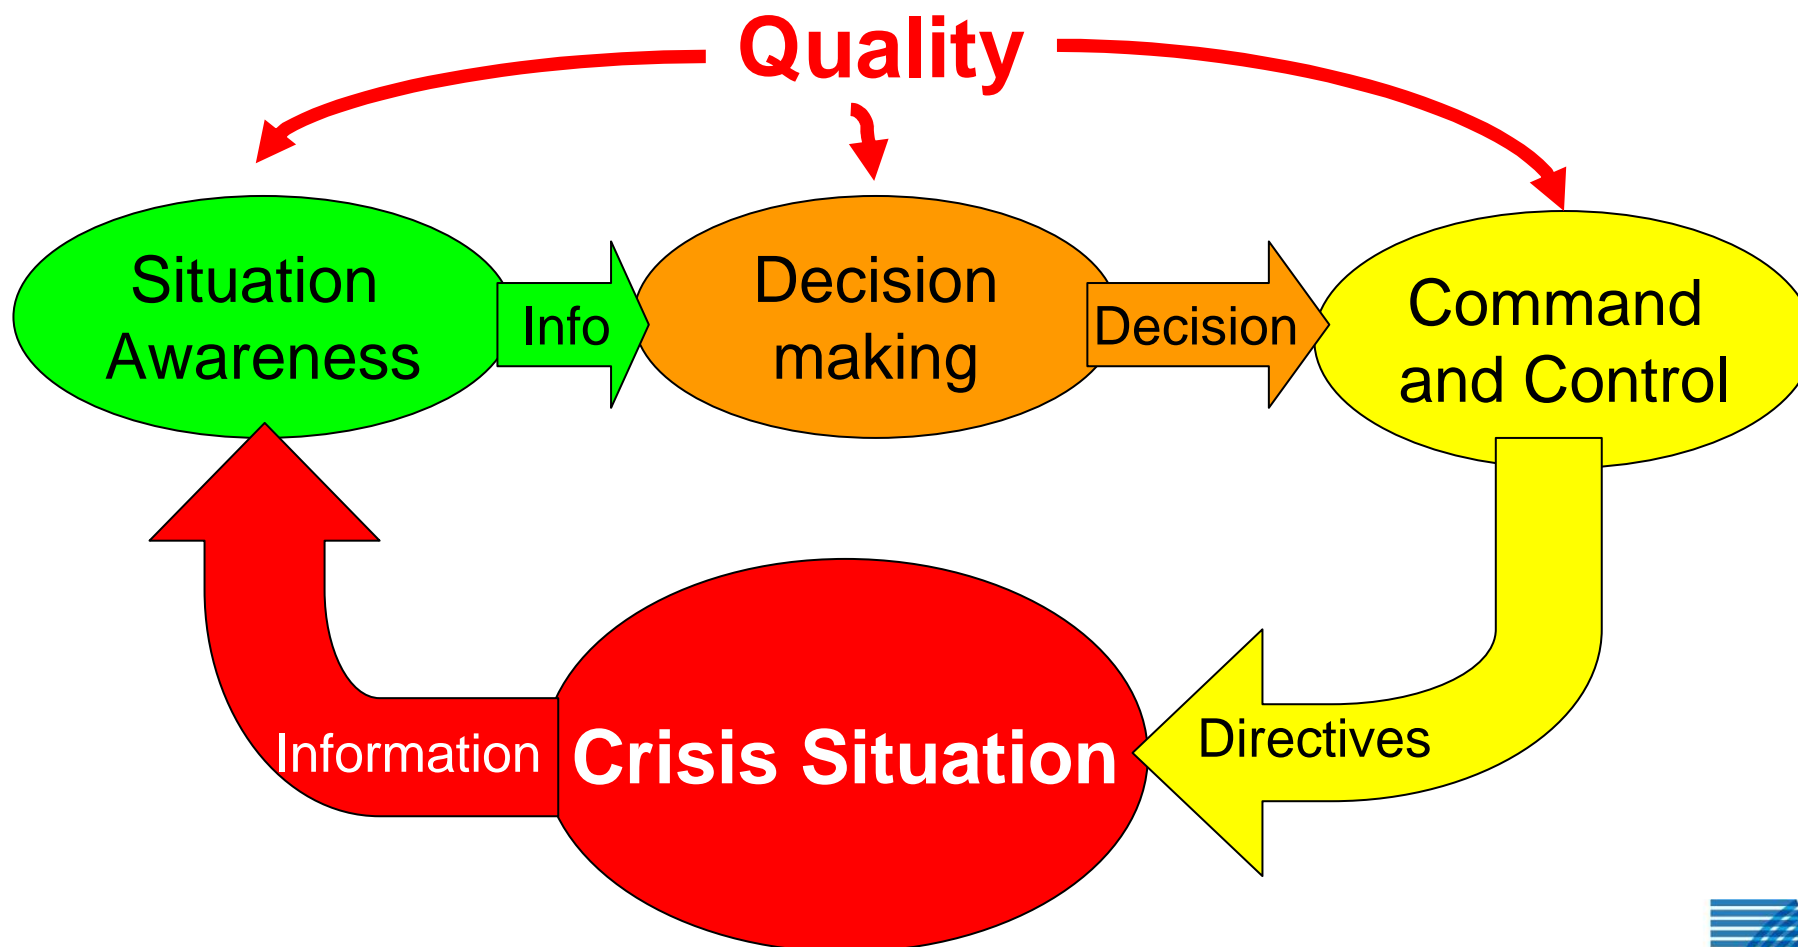 Quality
Situation
Awareness
Info
Decision
making
Decision
Command
and Control
Information
Crisis Situation
Directives